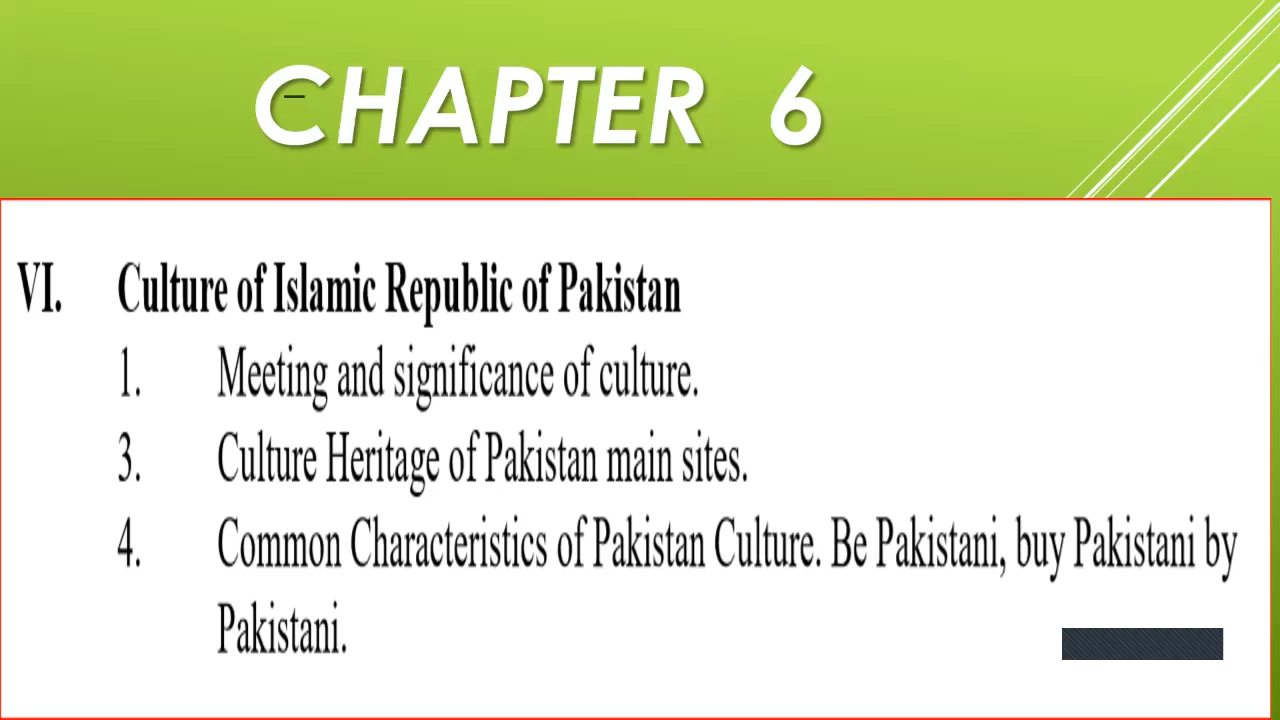 CHAPTER 6
VI. Culture of Islamic Republic of Pakistan
1. Meeting and significance of culture.
3. Culture Heritage of Pakistan main sites.
4. Common Characteristics of Pakistan Culture. Be Pakistani, buy Pakistani by
Pakistani.